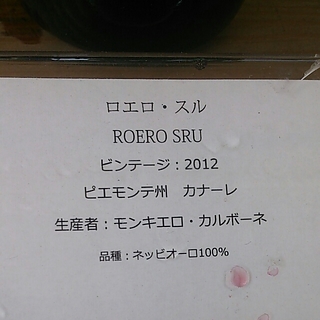 ロエロ・スル
ROERO SRU
ビンテージ：2012
ピエモンテ州　カナーレ
生産者：モンキエロ・カルボーネ
品種：ネッビオーロ100%